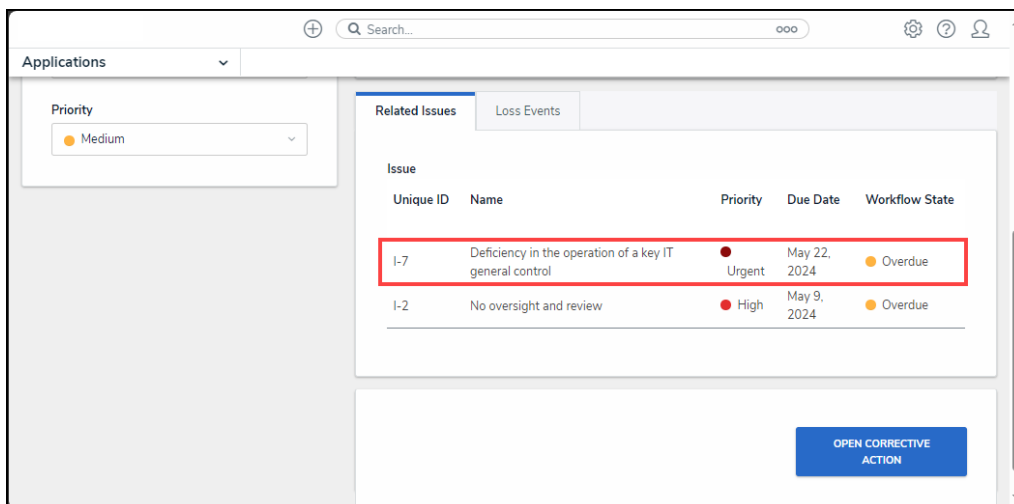 Search...
Applications
Priority
Medium
Related Issues
Loss Events
Issue
Unique ID Name Priority Due Date Workflow State
I-7 Deficiency in the operation of a key IT general control Urgent May 22, 2024 Overdue
I-2 No oversight and review High May 9, 2024 Overdue
OPEN CORRECTIVE
ACTION